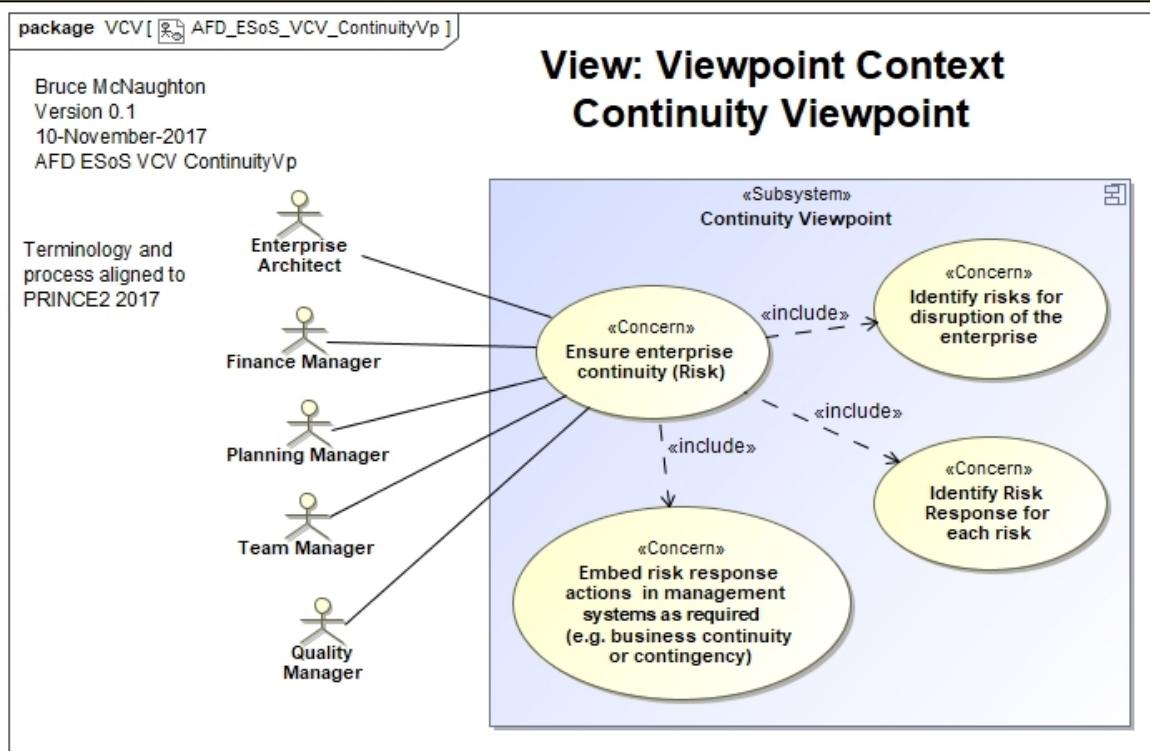 package VCV [ AFD_ESoS_VCV_ContinuityVp ]
View: Viewpoint Context
Continuity Viewpoint
Bruce McNaughton
Version 0.1
10-November-2017
AFD ESoS VCV ContinuityVp
Terminology and
process aligned to
PRINCE2 2017
Enterprise
Architect
Finance Manager
Planning Manager
Team Manager
Quality
Manager
«Subsystem»
Continuity Viewpoint
«Concern»
Ensure enterprise
continuity (Risk)
«include»
«Concern»
Identify risks for
disruption of the
enterprise
«include»
«Concern»
Identify Risk
Response for
each risk
«include»
«Concern»
Embed risk response
actions in management
systems as required
(e.g. business continuity
or contingency)